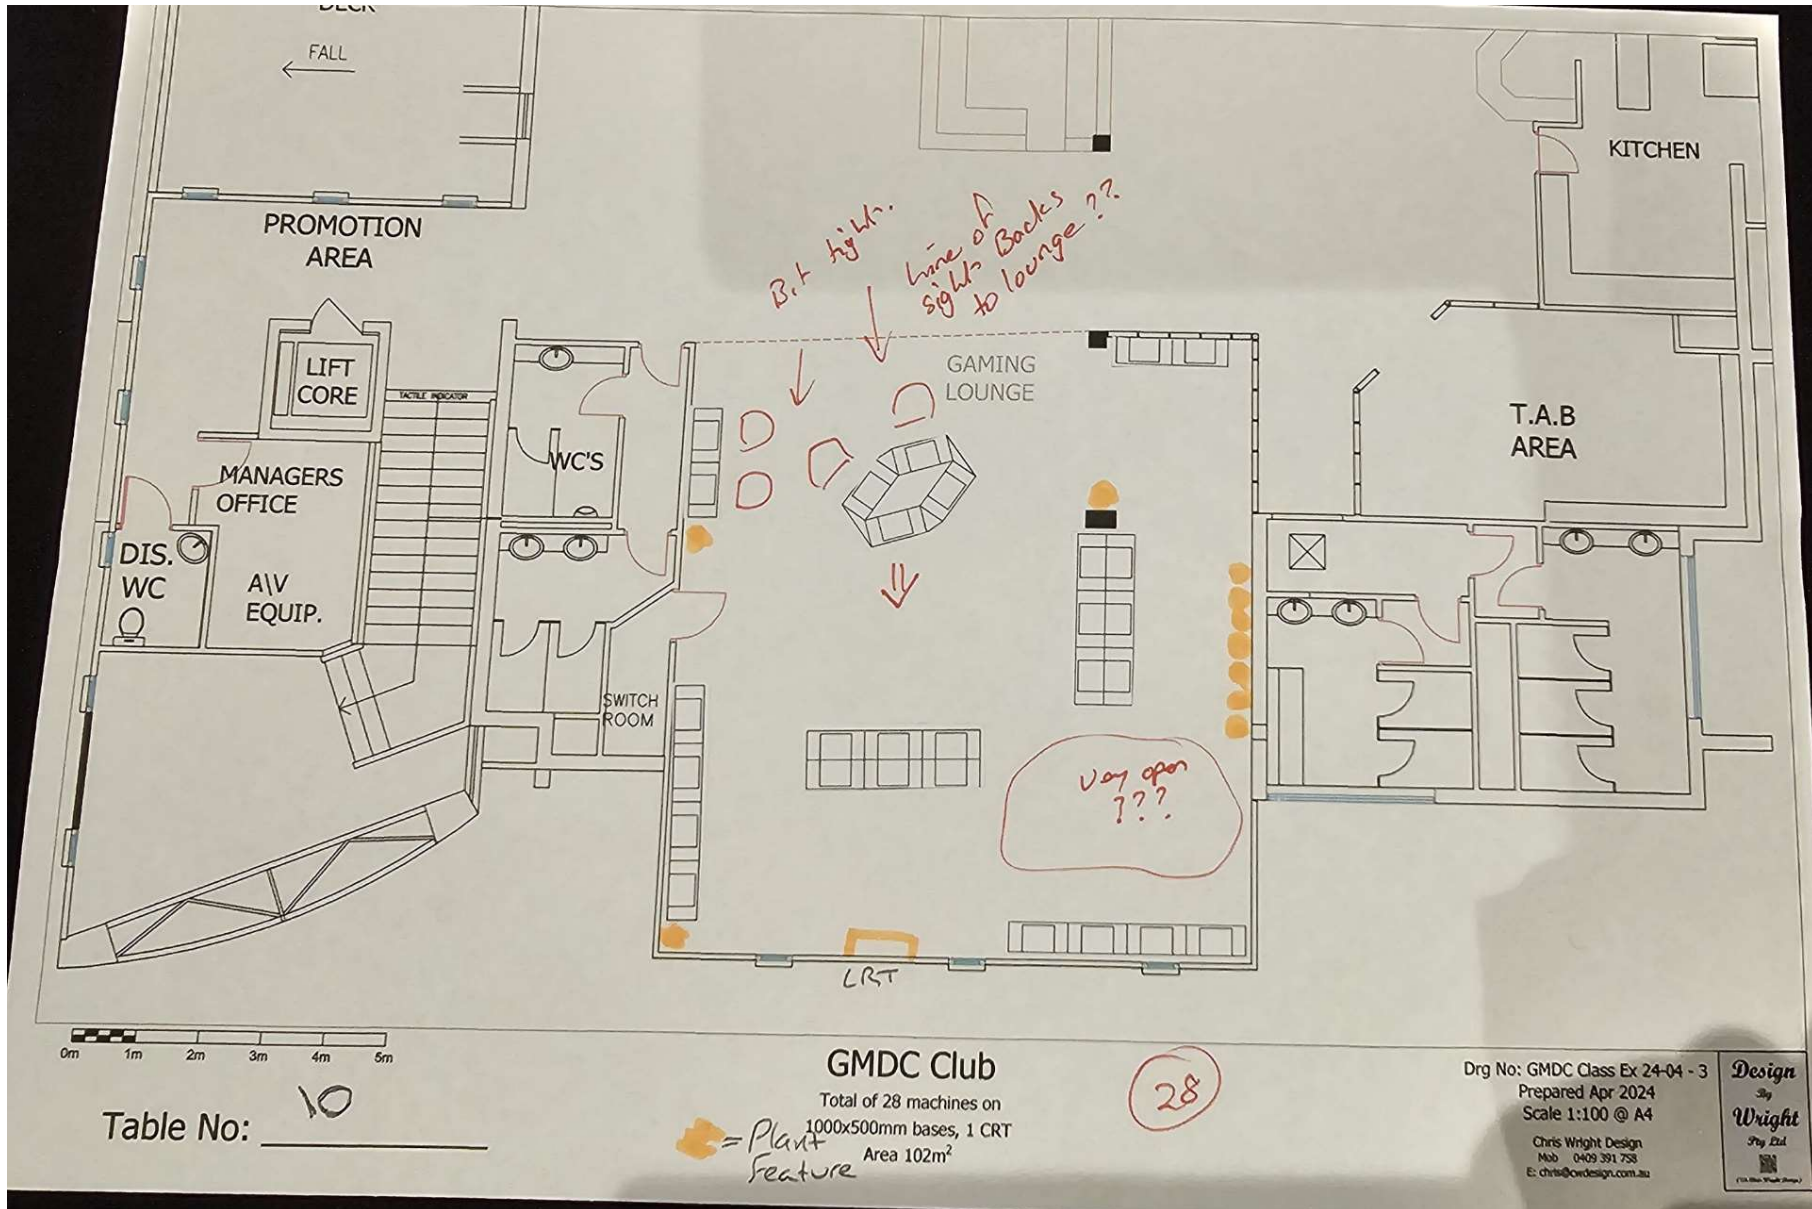 DECK
FALL
KITCHEN
PROMOTION
AREA
Bit tight.
Line of
sight Backs
to lounge ??
LIFT
CORE
TACTILE INDICATOR
GAMING
LOUNGE
T.A.B
AREA
WC'S
MANAGERS
OFFICE
DIS.
WC
A\V
EQUIP.
SWITCH
ROOM
Very open
???
LRT
0m 1m 2m 3m 4m 5m
Table No: 10
GMDC Club
Total of 28 machines on
1000x500mm bases, 1 CRT
Area 102m²
= Plant
Feature
28
Drg No: GMDC Class Ex 24-04 - 3
Prepared Apr 2024
Scale 1:100 @ A4
Chris Wright Design
Mob 0409 391 758
E: chris@cwdesign.com.au
Design
By
Wright
Pty Ltd